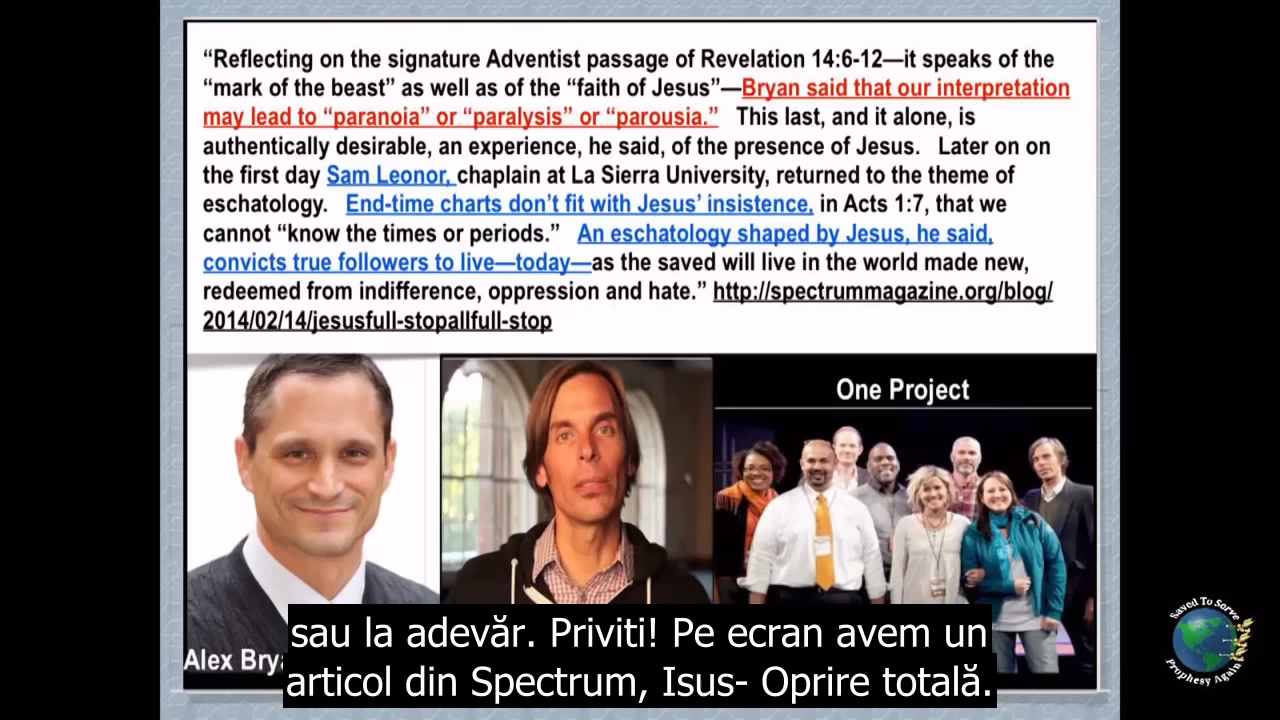 “Reflecting on the signature Adventist passage of Revelation 14:6-12—it speaks of the
“mark of the beast” as well as of the “faith of Jesus”—Bryan said that our interpretation
may lead to “paranoia” or “paralysis” or “parousia.”   This last, and it alone, is
authentically desirable, an experience, he said, of the presence of Jesus.   Later on on
the first day Sam Leonor, chaplain at La Sierra University, returned to the theme of
eschatology.   End-time charts don’t fit with Jesus’ insistence, in Acts 1:7, that we
cannot “know the times or periods.”   An eschatology shaped by Jesus, he said,
convicts true followers to live—today—as the saved will live in the world made new,
redeemed from indifference, oppression and hate.” http://spectrummagazine.org/blog/
2014/02/14/jesusfull-stopallfull-stop
One Project
Alex
sau la adevăr. Priviti! Pe ecran avem un
articol din Spectrum, Isus- Oprire totală.
Saved To Serve
Prophesy Again